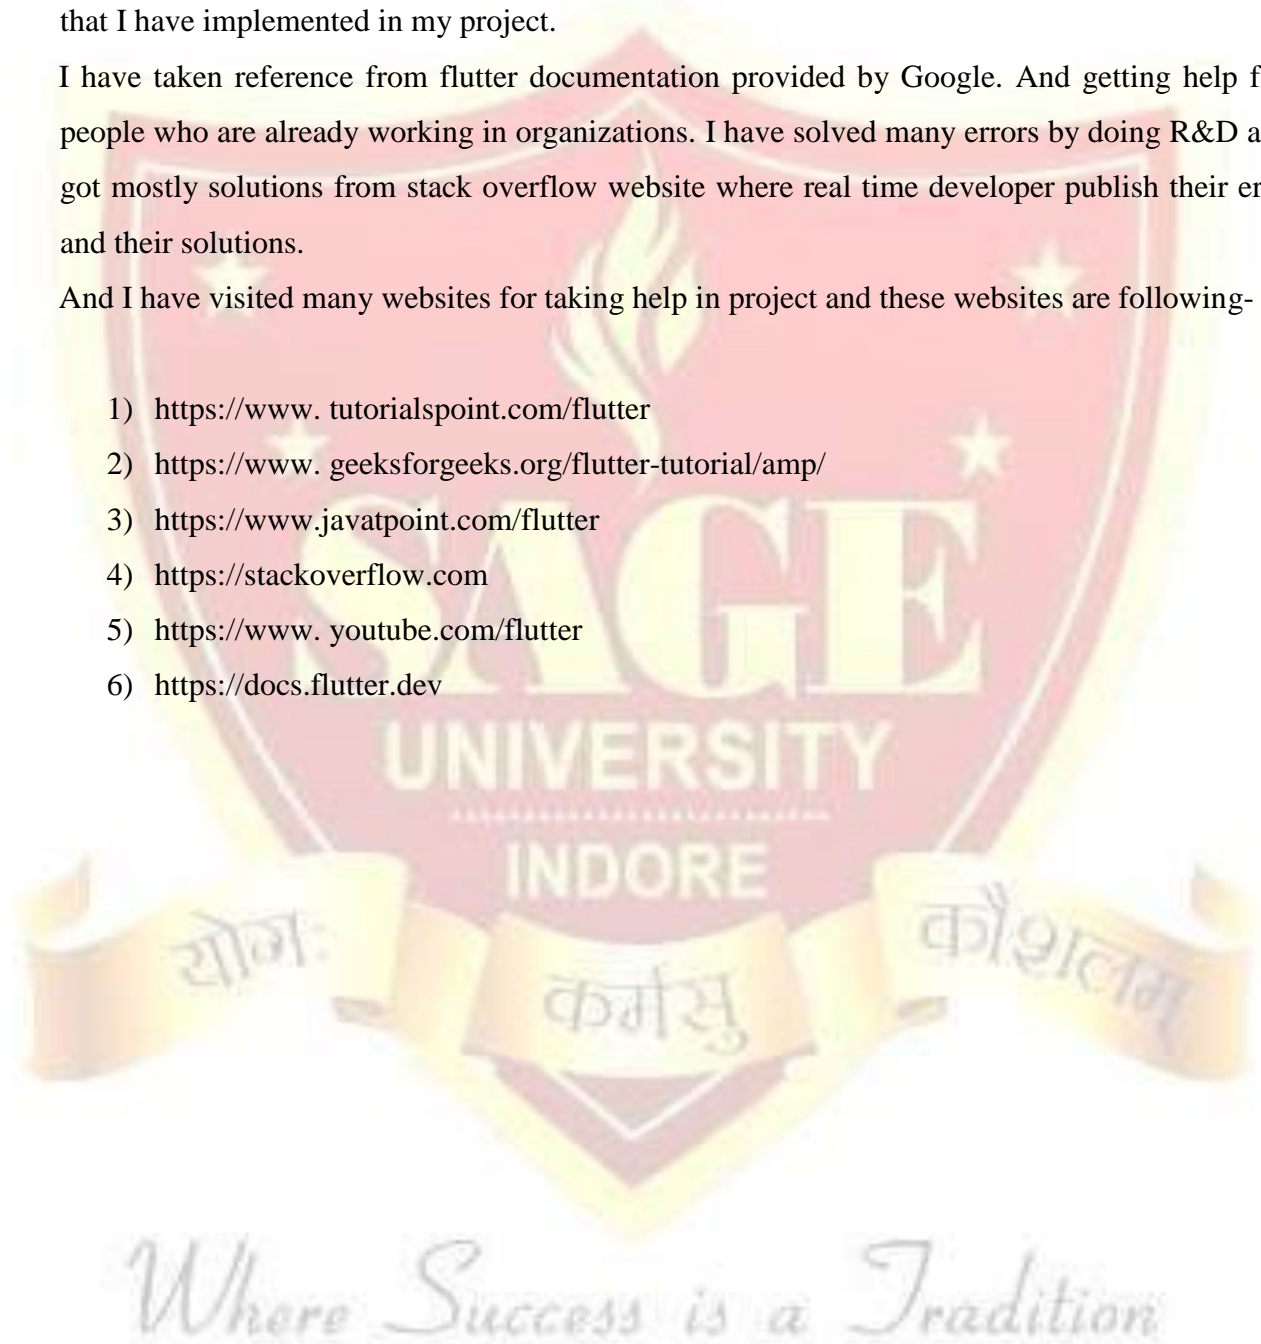 that I have implemented in my project.
I have taken reference from flutter documentation provided by Google. And getting help
people who are already working in organizations. I have solved many errors by doing R&D
got mostly solutions from stack overflow website where real time developer publish their
and their solutions.
And I have visited many websites for taking help in project and these websites are following-
1) https://www. tutorialspoint.com/flutter
2) https://www. geeksforgeeks.org/flutter-tutorial/amp/
3) https://www.javatpoint.com/flutter
4) https://stackoverflow.com
5) https://www. youtube.com/flutter
6) https://docs.flutter.dev
SAGE
UNIVERSITY
INDORE
योगः
कर्मसु
कौशलम्
Where Success is a Tradition